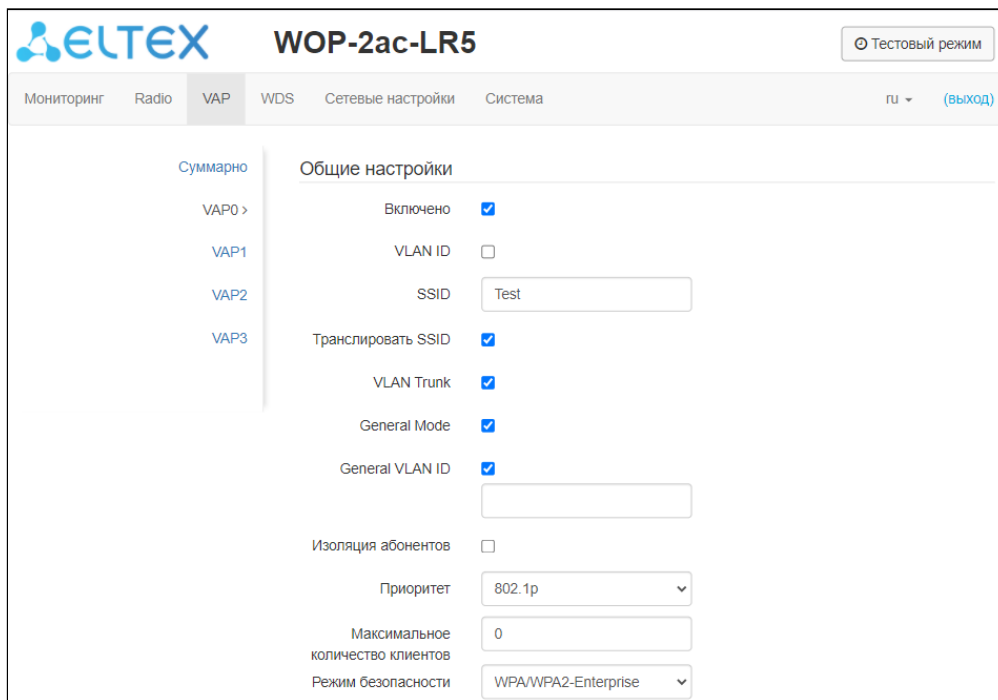 ELTEX WOP-2ac-LR5 Тестовый режим
Мониторинг Radio VAP WDS Сетевые настройки Система ru (выход)
Суммарно
VAP0 >
VAP1
VAP2
VAP3
Общие настройки
Включено
VLAN ID
SSID Test
Транслировать SSID
VLAN Trunk
General Mode
General VLAN ID
Изоляция абонентов
Приоритет 802.1p
Максимальное
количество клиентов 0
Режим безопасности WPA/WPA2-Enterprise